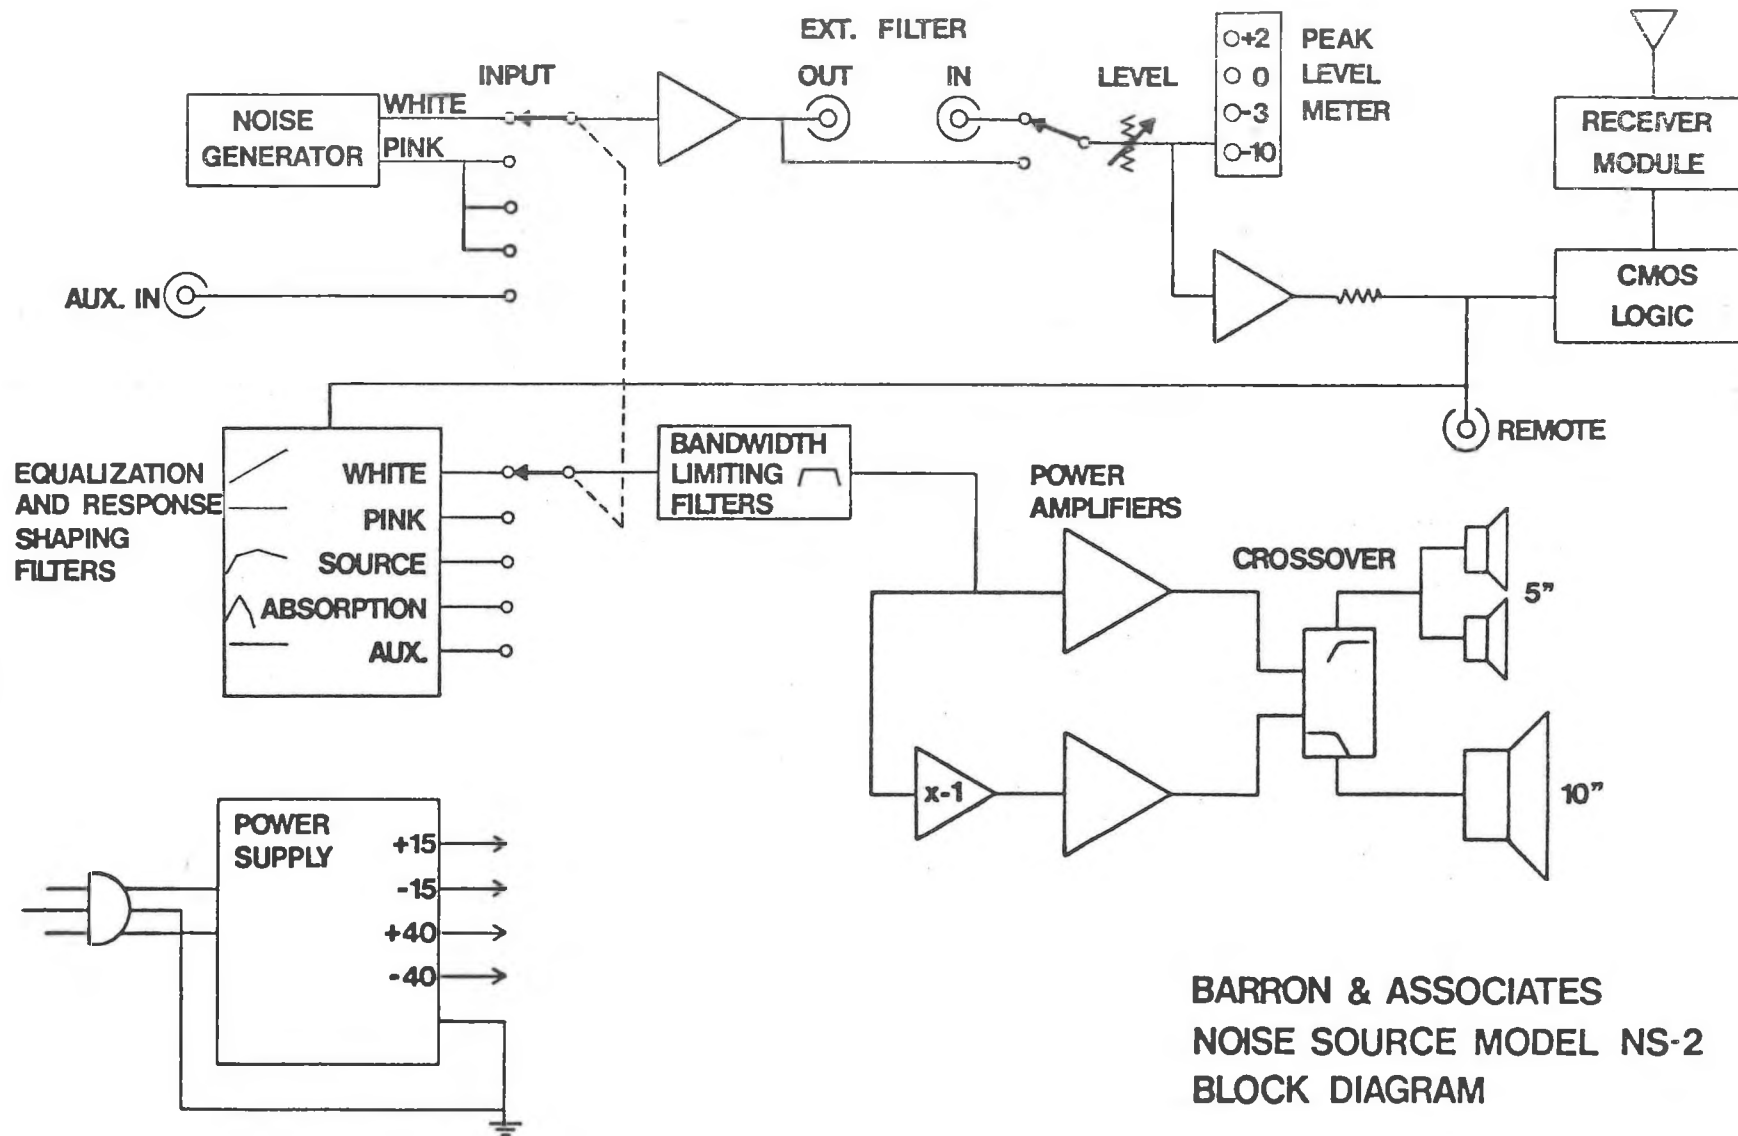 EXT. FILTER
INPUT
OUT
IN
LEVEL
+2
0
-3
-10
PEAK
LEVEL
METER
NOISE
GENERATOR
WHITE
PINK
RECEIVER
MODULE
AUX. IN
CMOS
LOGIC
REMOTE
EQUALIZATION
AND RESPONSE
SHAPING
FILTERS
WHITE
PINK
SOURCE
ABSORPTION
AUX.
BANDWIDTH
LIMITING
FILTERS
POWER
AMPLIFIERS
CROSSOVER
5"
x-1
10"
POWER
SUPPLY
+15
-15
+40
-40
BARRON & ASSOCIATES
NOISE SOURCE MODEL NS-2
BLOCK DIAGRAM